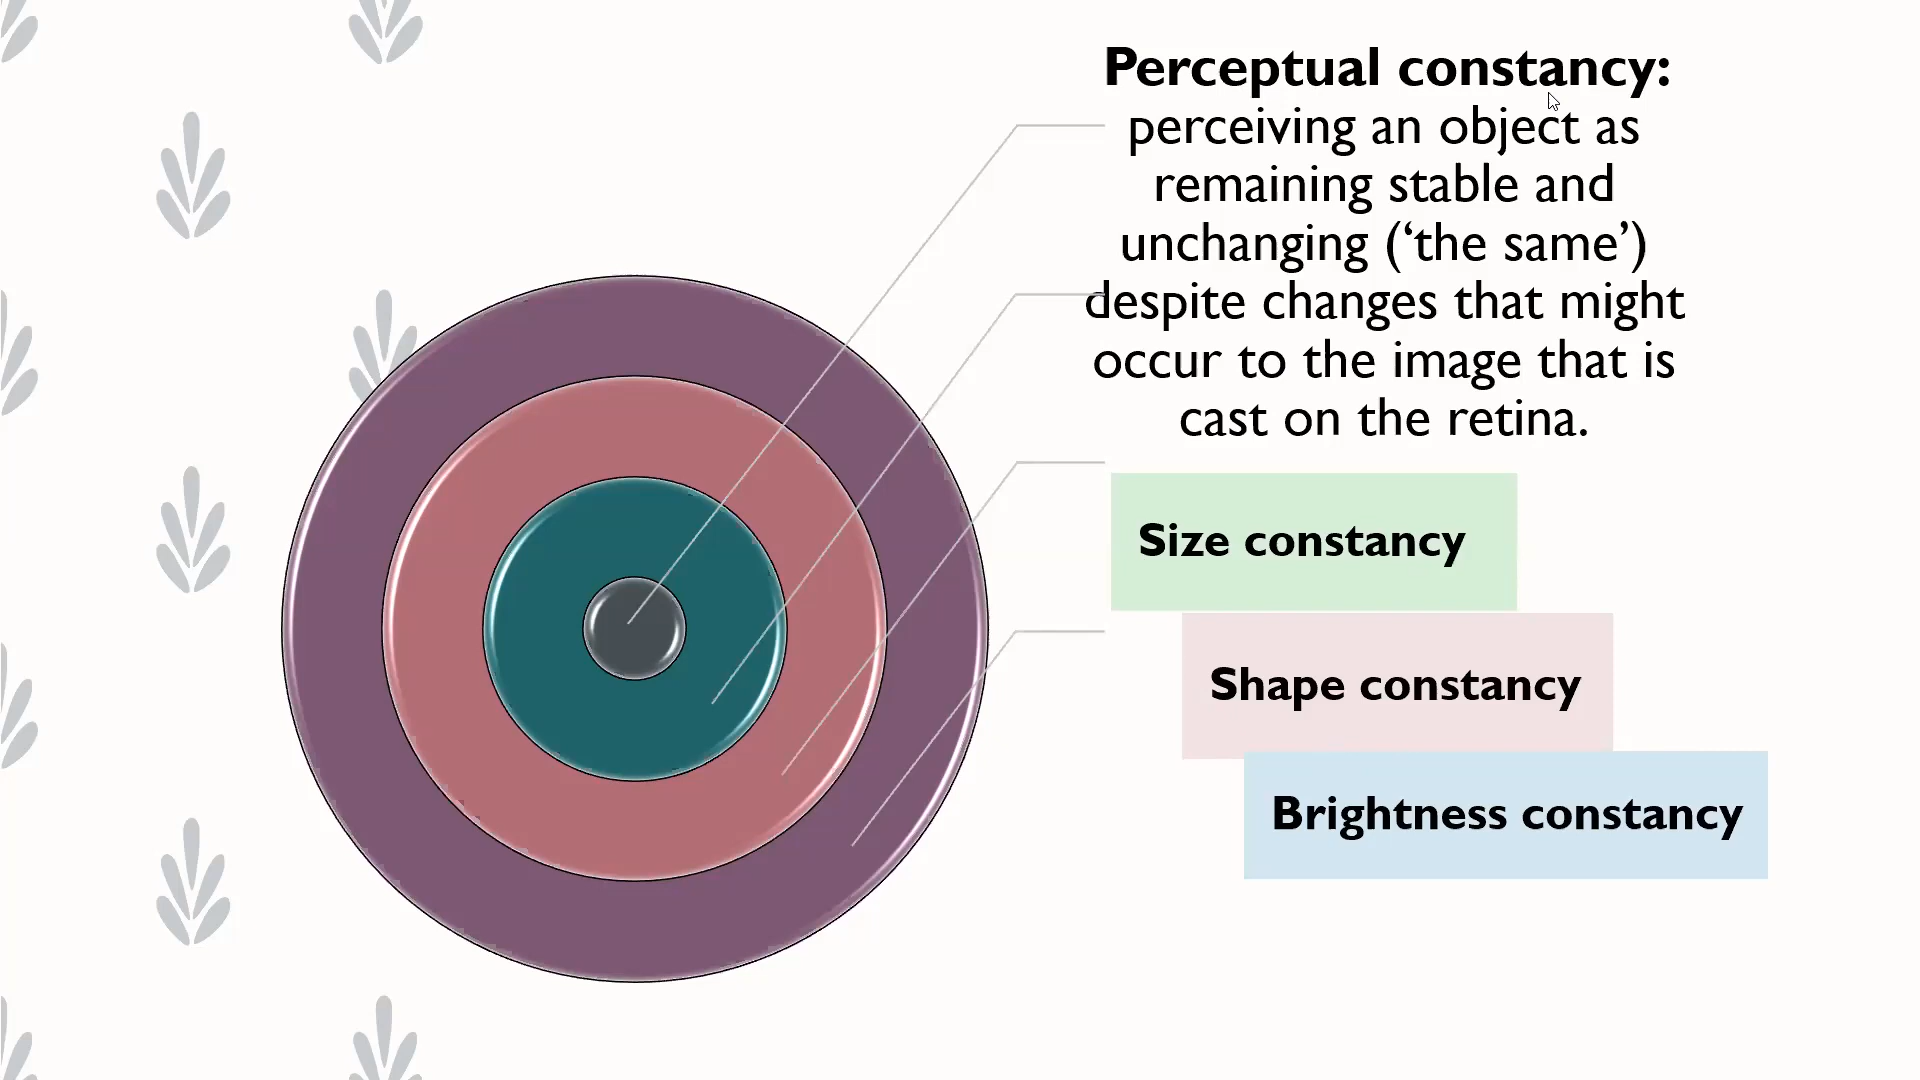 Perceptual constancy:
perceiving an object as
remaining stable and
unchanging (‘the same’)
despite changes that might
occur to the image that is
cast on the retina.
Size constancy
Shape constancy
Brightness constancy